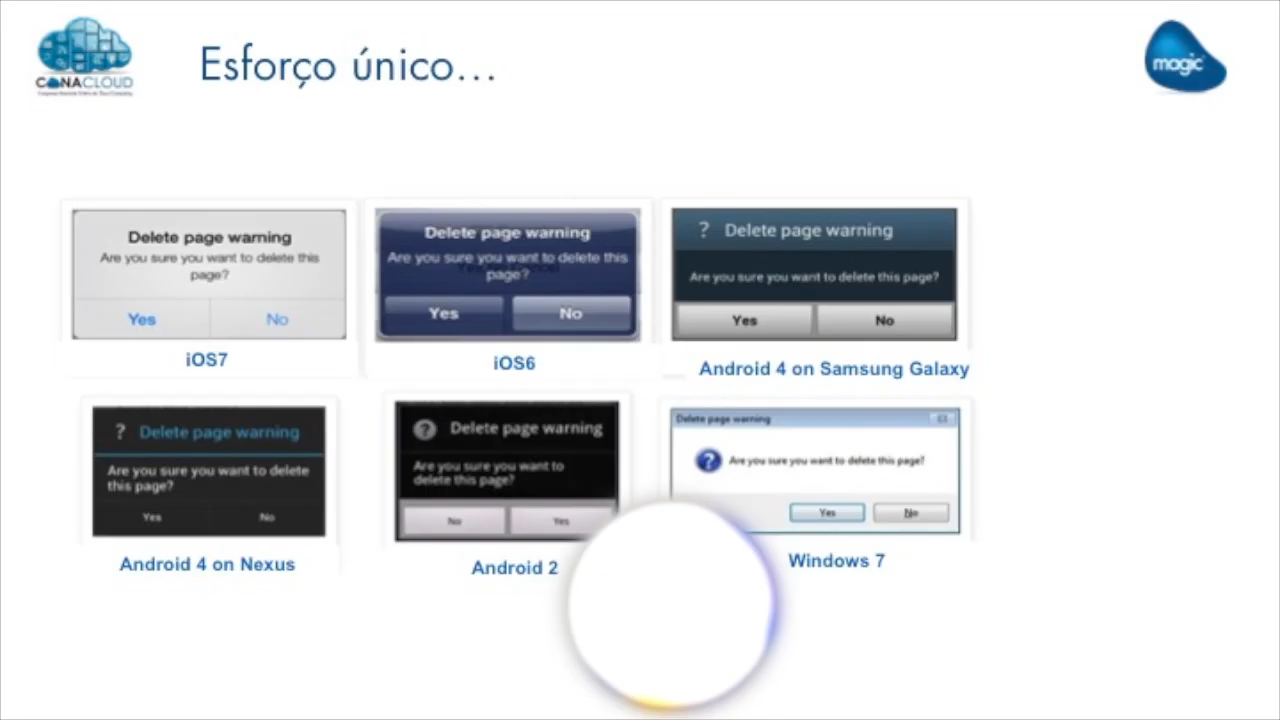 CONACLOUD
Esforço único...
magic
Delete page warning
Are you sure you want to delete this
page?
Yes No
iOS7
Delete page warning
Are you sure you want to delete this
page?
Yes No
iOS6
? Delete page warning
Are you sure you want to delete this page?
Yes No
Android 4 on Samsung Galaxy
? Delete page warning
Are you sure you want to delete
this page?
Yes No
Android 4 on Nexus
? Delete page warning
Are you sure you want to
delete this page?
No Yes
Android 2
Delete page warning
? Are you sure you want to delete this page?
Yes No
Windows 7